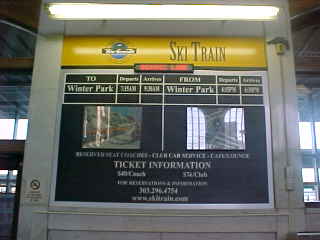 SKI TRAIN
TO Departs Arrives FROM Departs Arrives
Winter Park 7:15AM 9:30AM Winter Park 4:15PM 6:30PM
RESERVED SEAT COACHES - CLUB CAR SERVICE - CAFE/LOUNGE
TICKET INFORMATION
$40/Coach $74/Club
FOR RESERVATIONS & INFORMATION
303.296.4754
www.skitrain.com